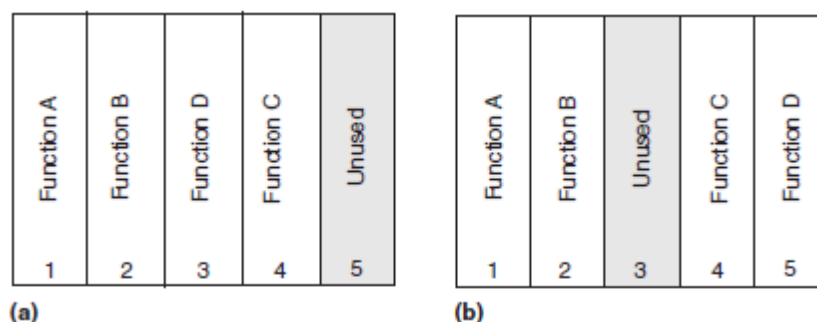 Function A
Function B
Function D
Function C
Unused
1 2 3 4 5
(a)
Function A
Function B
Unused
Function C
Function D
1 2 3 4 5
(b)